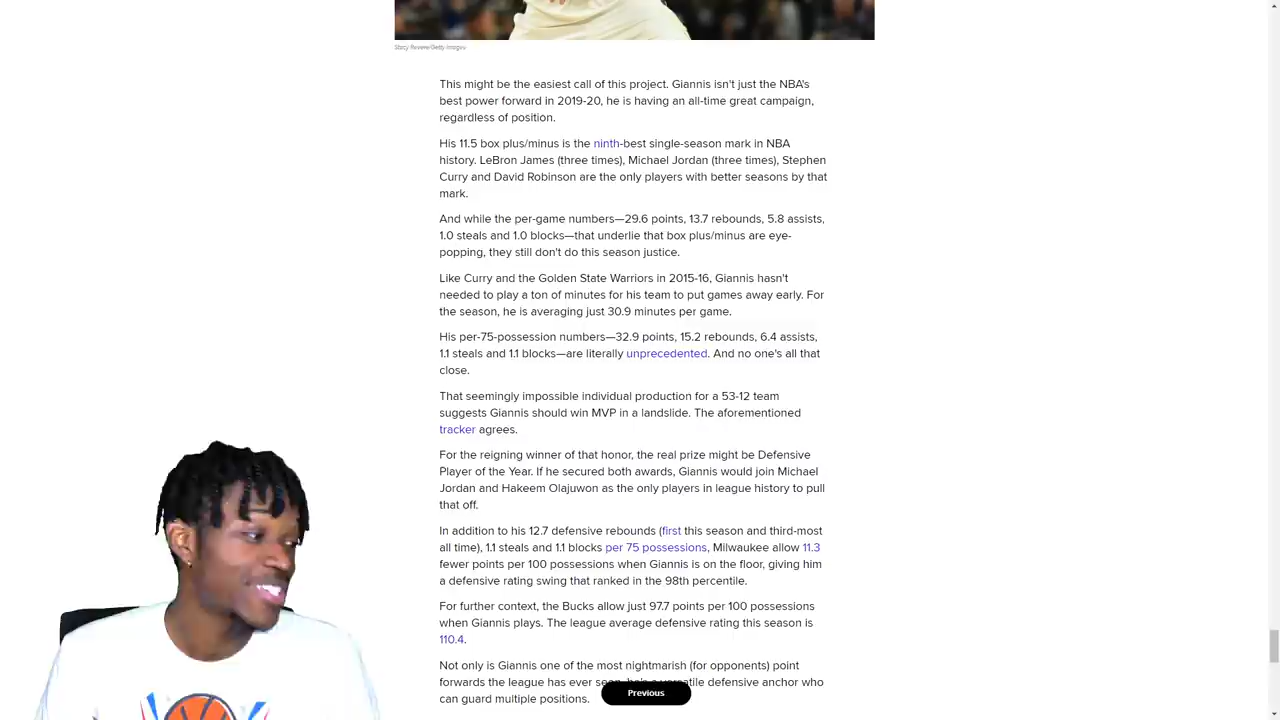 Stacy Revere/Getty Images
This might be the easiest call of this project. Giannis isn't just the NBA's
best power forward in 2019-20, he is having an all-time great campaign,
regardless of position.
His 11.5 box plus/minus is the ninth-best single-season mark in NBA
history. LeBron James (three times), Michael Jordan (three times), Stephen
Curry and David Robinson are the only players with better seasons by that
mark.
And while the per-game numbers—29.6 points, 13.7 rebounds, 5.8 assists,
1.0 steals and 1.0 blocks—that underlie that box plus/minus are eye-
popping, they still don't do this season justice.
Like Curry and the Golden State Warriors in 2015-16, Giannis hasn't
needed to play a ton of minutes for his team to put games away early. For
the season, he is averaging just 30.9 minutes per game.
His per-75-possession numbers—32.9 points, 15.2 rebounds, 6.4 assists,
1.1 steals and 1.1 blocks—are literally unprecedented. And no one's all that
close.
That seemingly impossible individual production for a 53-12 team
suggests Giannis should win MVP in a landslide. The aforementioned
tracker agrees.
For the reigning winner of that honor, the real prize might be Defensive
Player of the Year. If he secured both awards, Giannis would join Michael
Jordan and Hakeem Olajuwon as the only players in league history to pull
that off.
In addition to his 12.7 defensive rebounds (first this season and third-most
all time), 1.1 steals and 1.1 blocks per 75 possessions, Milwaukee allow 11.3
fewer points per 100 possessions when Giannis is on the floor, giving him
a defensive rating swing that ranked in the 98th percentile.
For further context, the Bucks allow just 97.7 points per 100 possessions
when Giannis plays. The league average defensive rating this season is
110.4.
Not only is Giannis one of the most nightmarish (for opponents) point
forwards the league has ever defensive anchor who
can guard multiple positions.
Previous